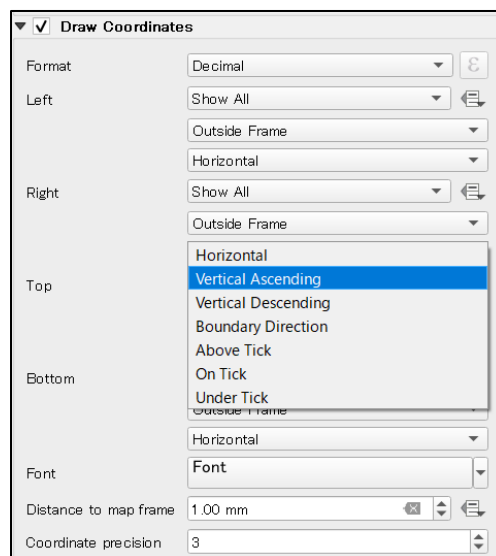 Draw Coordinates
Format Decimal ε
Left Show All
Outside Frame
Horizontal
Right Show All
Outside Frame
Horizontal
Vertical Ascending
Top
Vertical Descending
Boundary Direction
Above Tick
On Tick
Bottom
Under Tick
Outside Frame
Horizontal
Font Font
Distance to map frame 1.00 mm
Coordinate precision 3